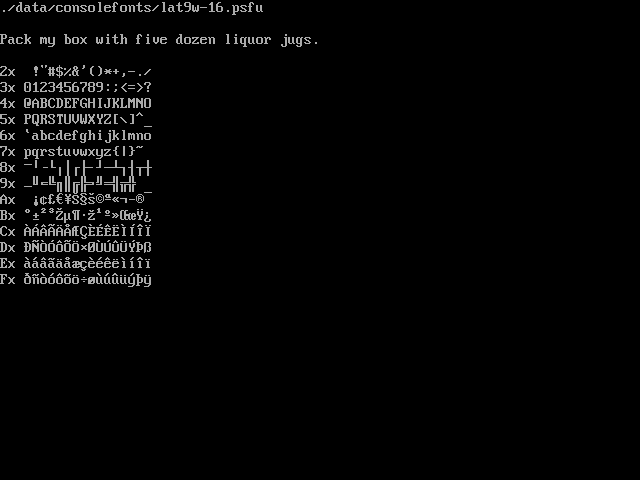 ./data/consolefonts/lat9w-16.psfu
Pack my box with five dozen liquor jugs.
2x  !"#$%&'()*+,-./
3x 0123456789:;<=>?
4x @ABCDEFGHIJKLMNO
5x PQRSTUVWXYZ[\]^_
6x `abcdefghijklmno
7x pqrstuvwxyz{|}~
8x
9x
Ax  ¡¢£€¥Š§š©ª«¬-®¯
Bx °±²³Žµ¶·ž¹º»ŒœŸ¿
Cx ÀÁÂÃÄÅÆÇÈÉÊËÌÍÎÏ
Dx ÐÑÒÓÔÕÖ×ØÙÚÛÜÝÞß
Ex àáâãäåæçèéêëìíîï
Fx ðñòóôõö÷øùúûüýþÿ